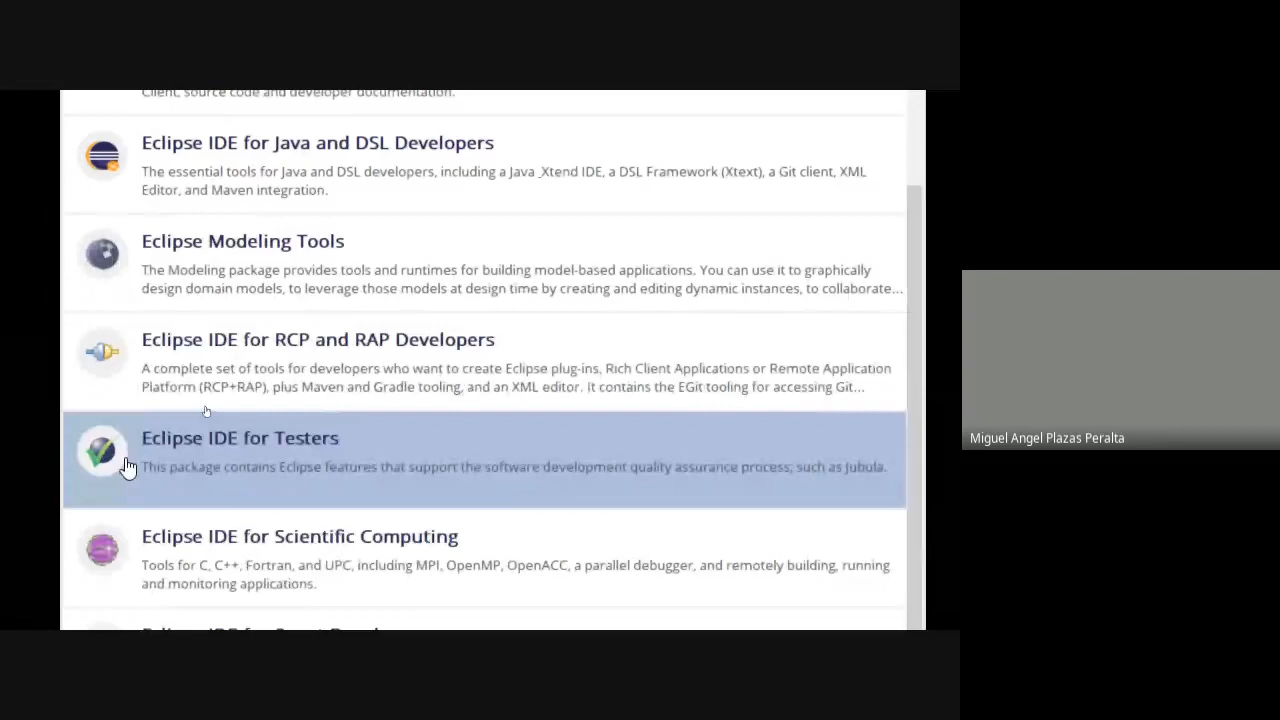 Client, source code and developer documentation.
Eclipse IDE for Java and DSL Developers
The essential tools for Java and DSL developers, including a Java _Xtend IDE, a DSL Framework (Xtext), a Git client, XML
Editor, and Maven integration.
Eclipse Modeling Tools
The Modeling package provides tools and runtimes for building model-based applications. You can use it to graphically
design domain models, to leverage those models at design time by creating and editing dynamic instances, to collaborate...
Eclipse IDE for RCP and RAP Developers
A complete set of tools for developers who want to create Eclipse plug-ins, Rich Client Applications or Remote Application
Platform (RCP+RAP), plus Maven and Gradle tooling, and an XML editor. It contains the EGit tooling for accessing Git...
Eclipse IDE for Testers
This package contains Eclipse features that support the software development quality assurance process, such as Jubula.
Miguel Angel Plazas Peralta
Eclipse IDE for Scientific Computing
Tools for C, C++, Fortran, and UPC, including MPI, OpenMP, OpenACC, a parallel debugger, and remotely building, running
and monitoring applications.